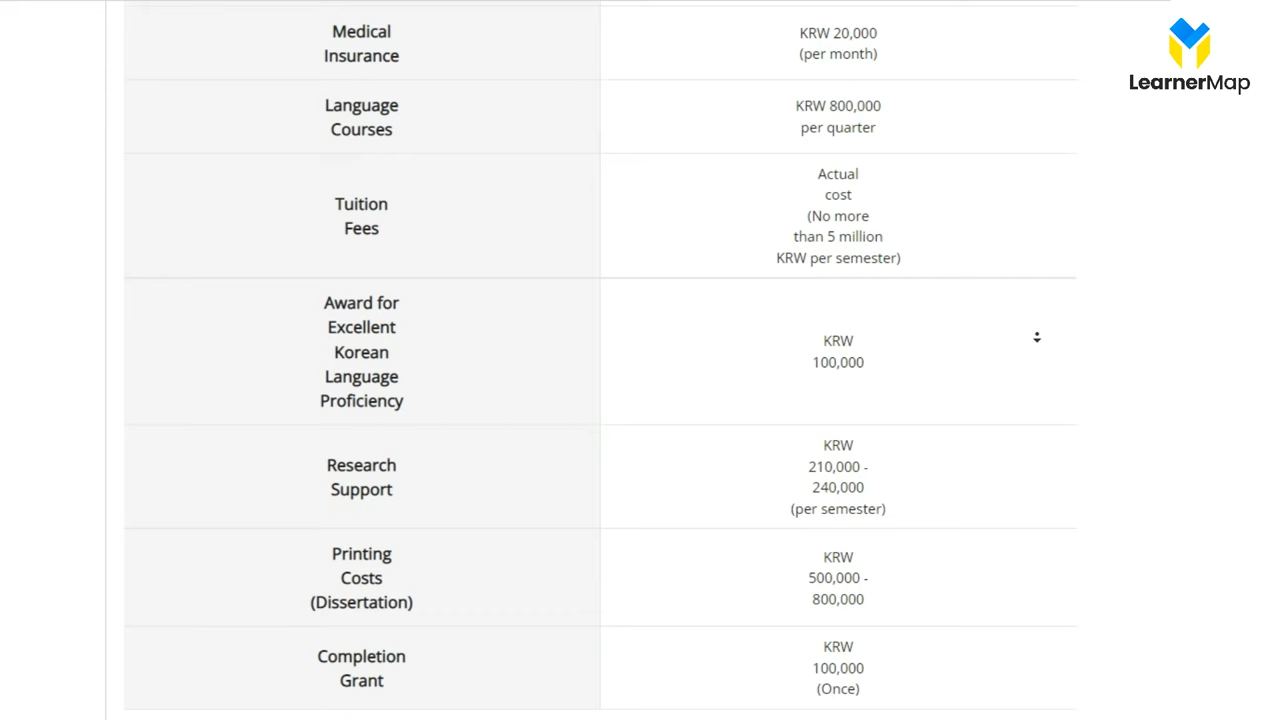 LearnerMap
Medical
Insurance
KRW 20,000
(per month)
Language
Courses
KRW 800,000
per quarter
Tuition
Fees
Actual
cost
(No more
than 5 million
KRW per semester)
Award for
Excellent
Korean
Language
Proficiency
KRW
100,000
Research
Support
KRW
210,000 -
240,000
(per semester)
Printing
Costs
(Dissertation)
KRW
500,000 -
800,000
Completion
Grant
KRW
100,000
(Once)